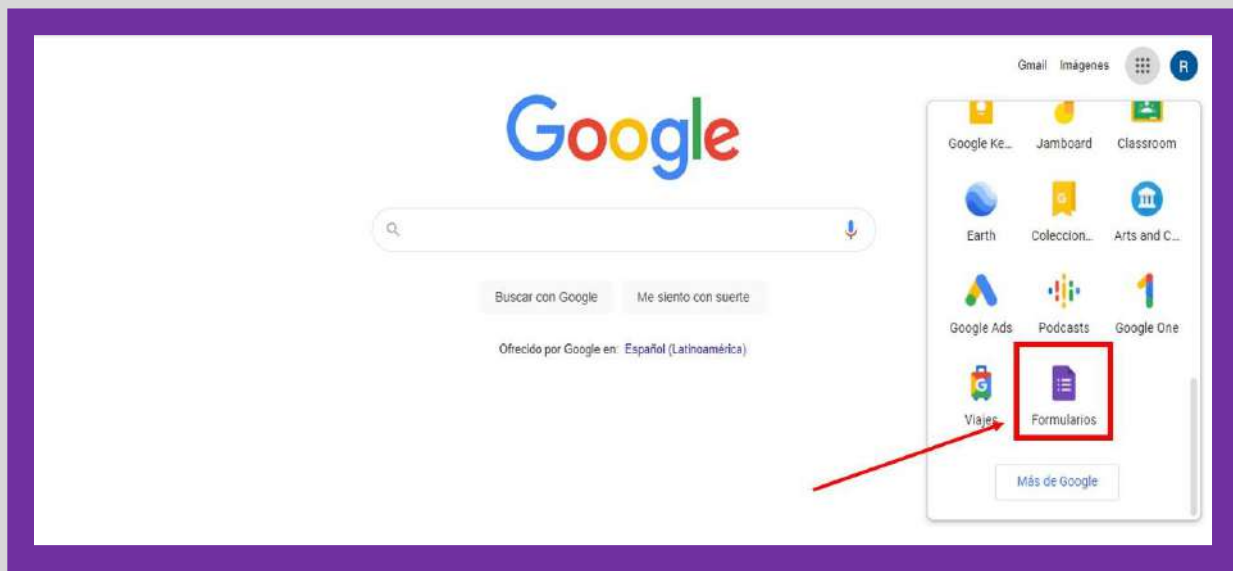 Gmail Imágenes R
Google
Google Ke... Jamboard Classroom
Earth Coleccion... Arts and C...
Buscar con Google Me siento con suerte
Google Ads Podcasts Google One
Ofrecido por Google en: Español (Latinoamérica)
Viajes Formularios
Más de Google